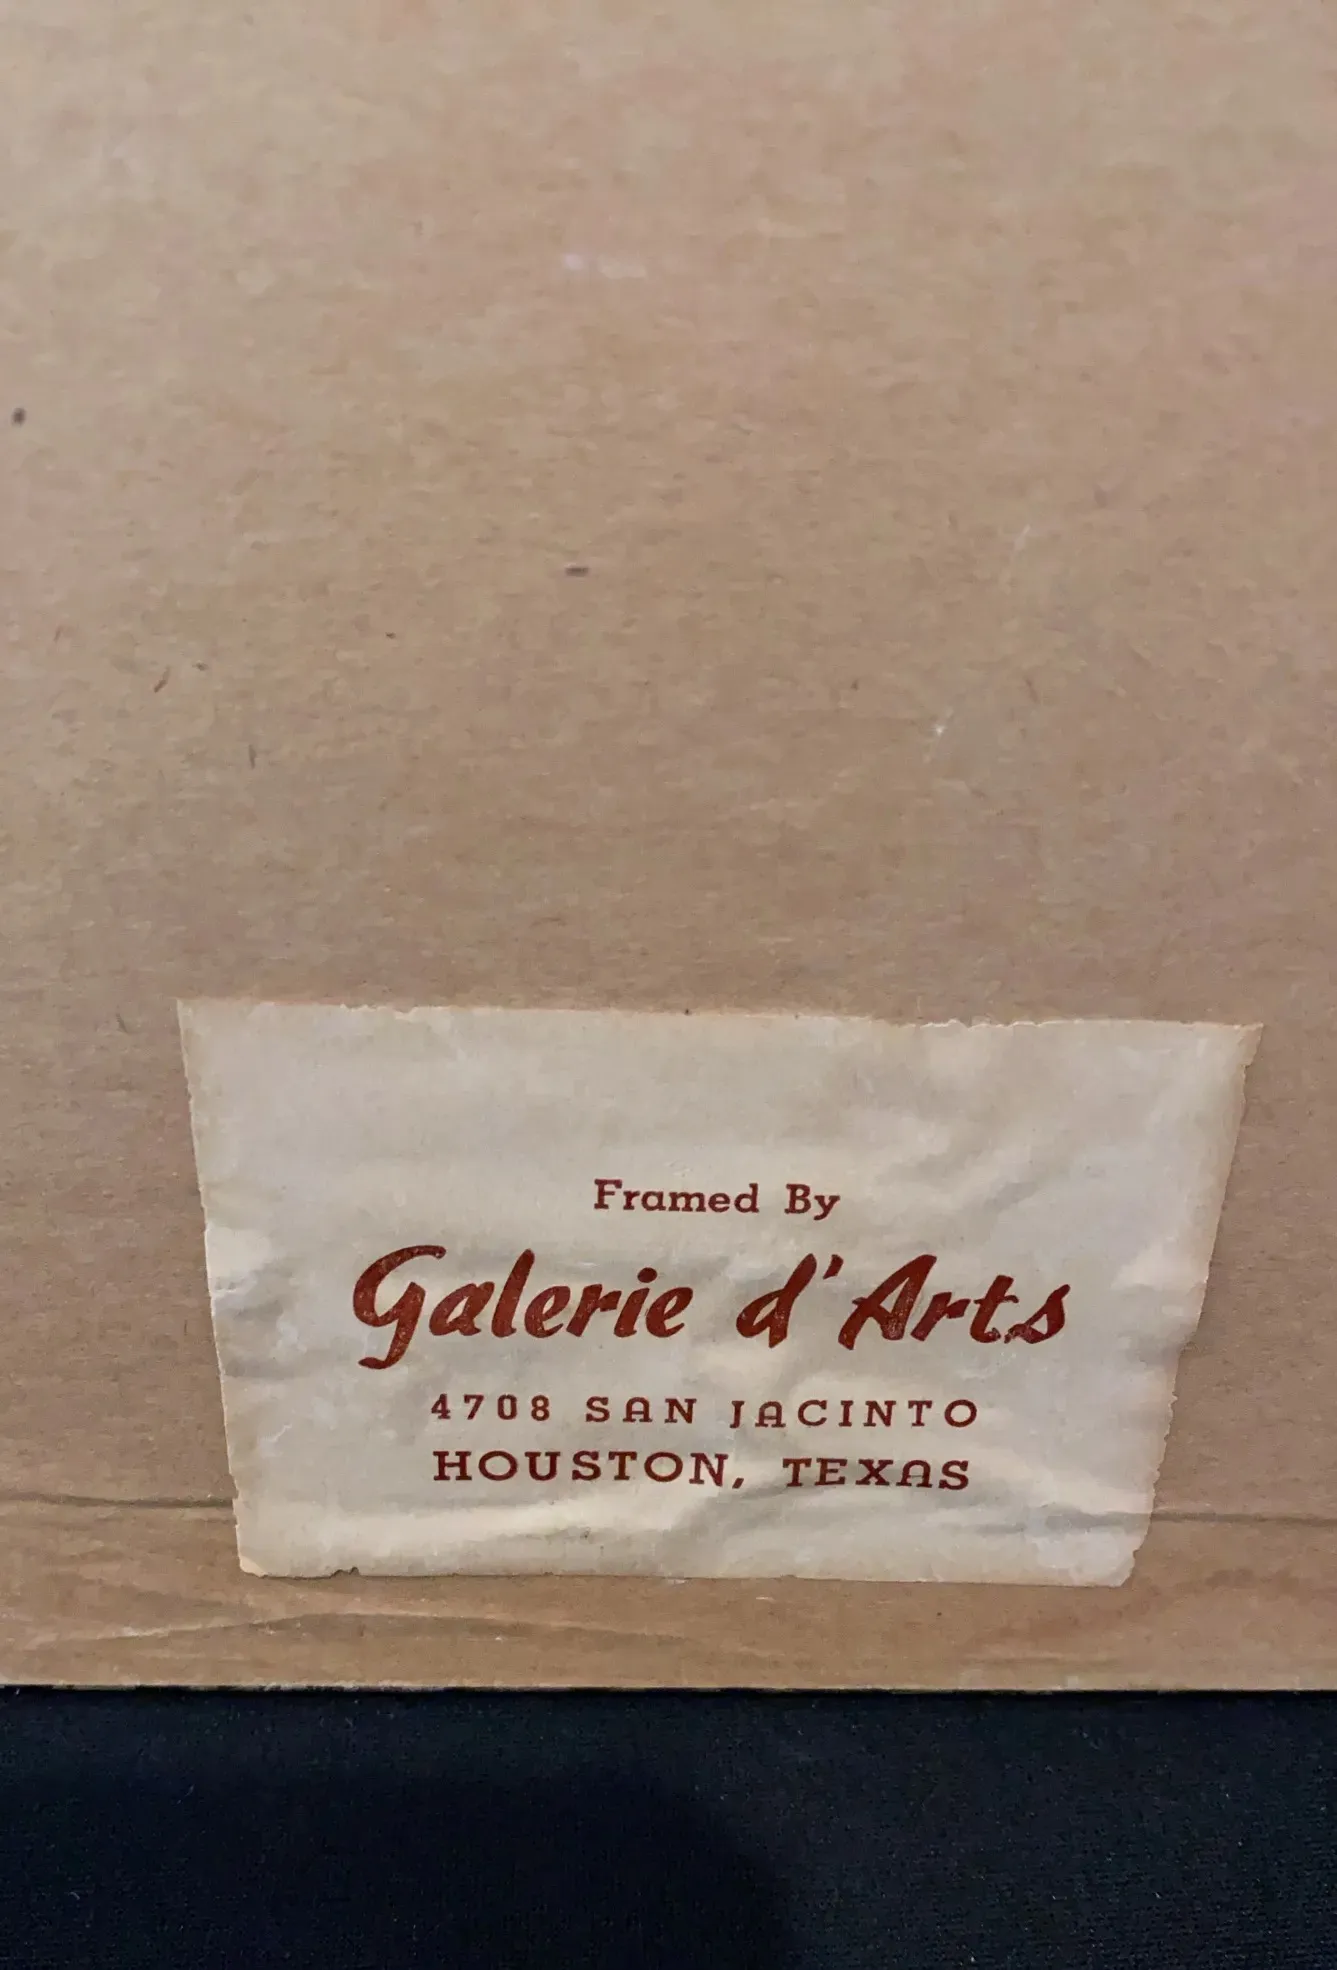 Framed By
Galerie d'Arts
4708 SAN JACINTO
HOUSTON, TEXAS